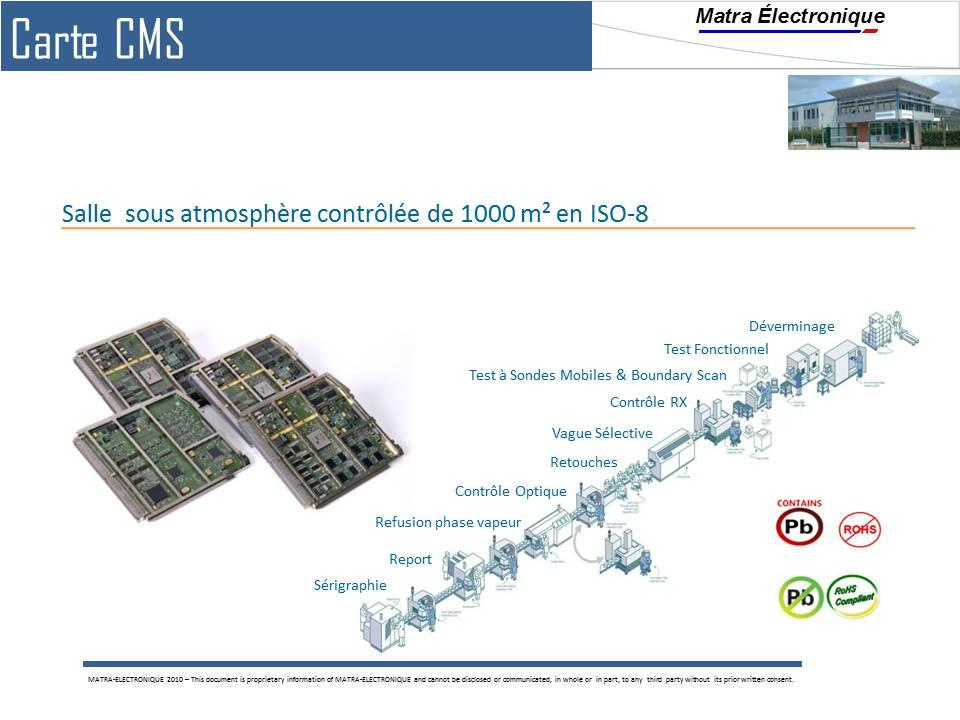 Carte CMS
Matra Électronique
Salle sous atmosphère contrôlée de 1000 m² en ISO-8
Déverminage
Test Fonctionnel
Test à Sondes Mobiles & Boundary Scan
Contrôle RX
Vague Sélective
Retouches
Contrôle Optique
Refusion phase vapeur
Report
Sérigraphie
CONTAINS
Pb
ROHS
Pb
RoHS
Compliant
MATRA-ELECTRONIQUE 2010 – This document is proprietary information of MATRA-ELECTRONIQUE and cannot be disclosed or communicated, in whole or in part, to any third party without its prior written consent.